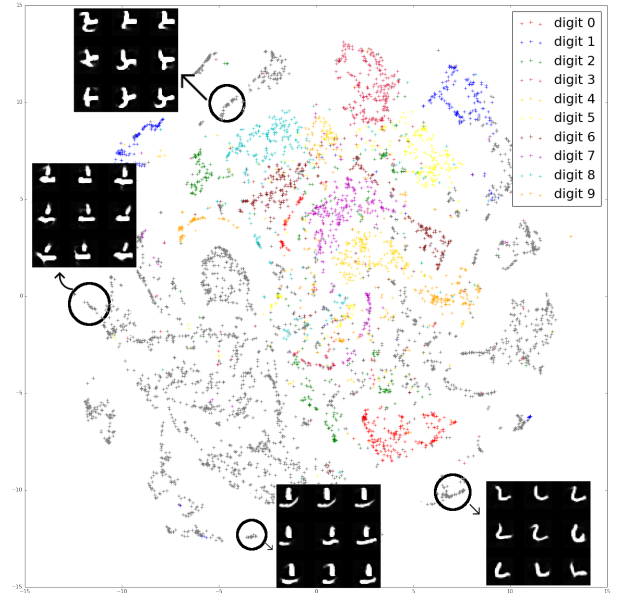 digit 0
digit 1
digit 2
digit 3
digit 4
digit 5
digit 6
digit 7
digit 8
digit 9
15
10
5
0
−5
−10
−15
−15 −10 −5 0 5 10 15